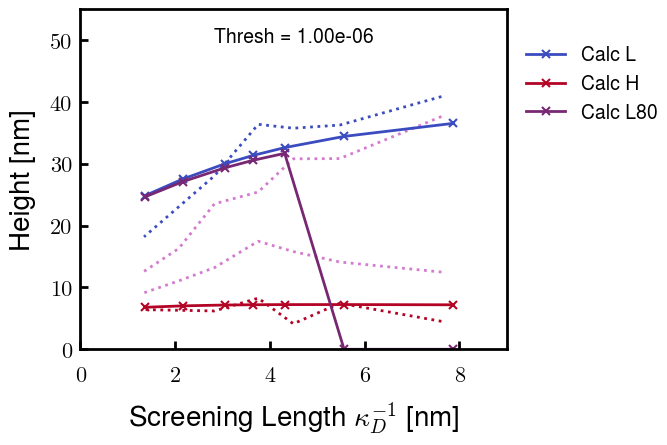 Thresh = 1.00e-06
Calc L
Calc H
Calc L80
Height [nm]
50
40
30
20
10
0
0 2 4 6 8
Screening Length κ_D^{-1} [nm]